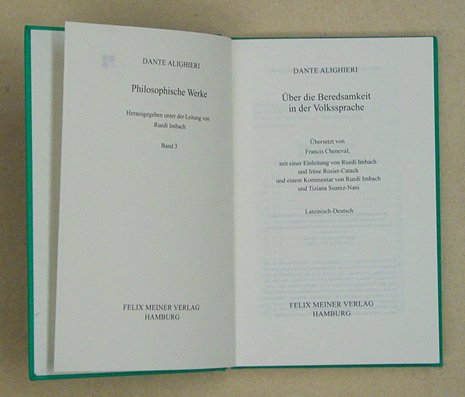 DANTE ALIGHIERI
Philosophische Werke
Herausgegeben unter der Leitung von
Ruedi Imbach
Band 3
FELIX MEINER VERLAG
HAMBURG
DANTE ALIGHIERI
Über die Beredsamkeit
in der Volkssprache
Übersetzt von
Francis Cheneval,
mit einer Einleitung von Ruedi Imbach
und Irène Rosier-Catach
und einem Kommentar von Ruedi Imbach
und Tiziana Suarez-Nani
Lateinisch-Deutsch
FELIX MEINER VERLAG
HAMBURG